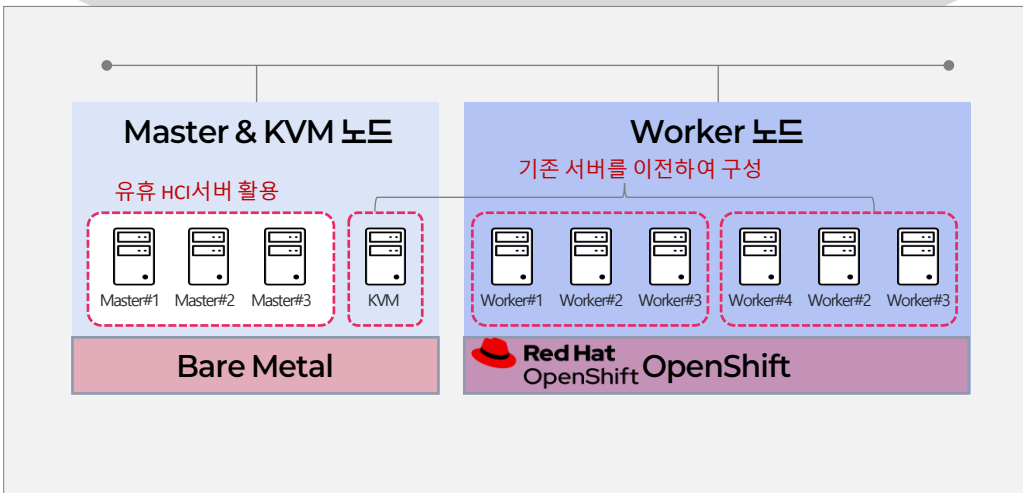 Master & KVM 노드
Worker 노드
유휴 HCI서버 활용
기존 서버를 이전하여 구성
Master#1 Master#2 Master#3 KVM Worker#1 Worker#2 Worker#3 Worker#4 Worker#2 Worker#3
Bare Metal
Red Hat
OpenShift
OpenShift